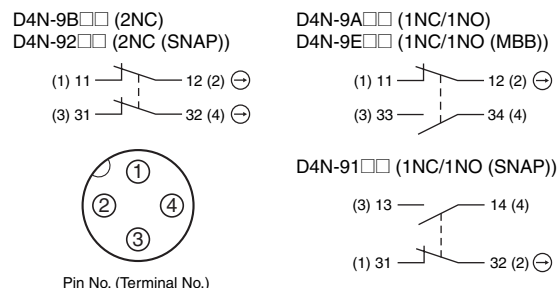 D4N-9B□□ (2NC)
D4N-92□□ (2NC (SNAP))
(1) 11 12 (2)
(3) 31 32 (4)
1
2 4
3
Pin No. (Terminal No.)
D4N-9A□□ (1NC/1NO)
D4N-9E□□ (1NC/1NO (MBB))
(1) 11 12 (2)
(3) 33 34 (4)
D4N-91□□ (1NC/1NO (SNAP))
(3) 13 14 (4)
(1) 31 32 (2)